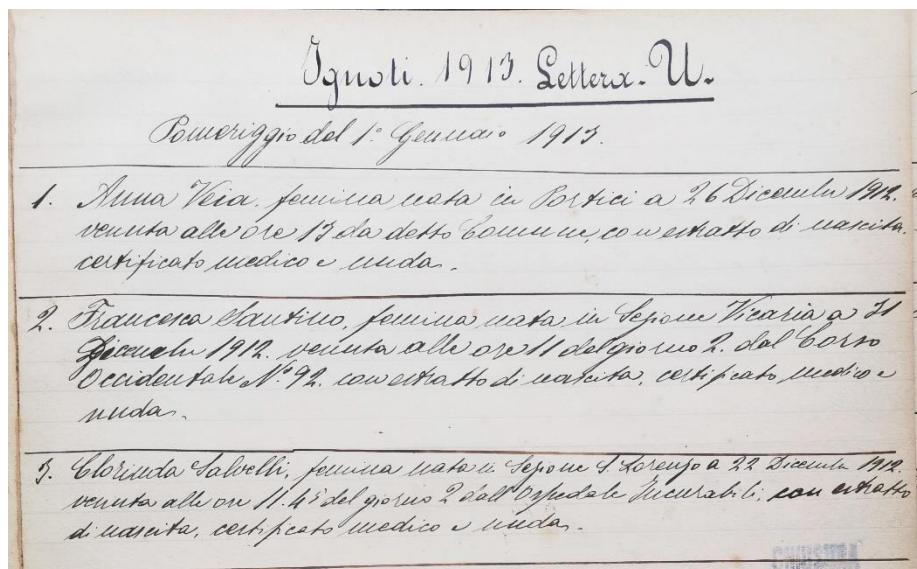 Ignoti. 1913. Lettera. U.
Pomeriggio del 1° Gennaio 1913.
1. Anna Veia. femina nata in Portici a 26 Dicembre 1912.
venuta alle ore 13 da detto Comune, con estratto di nascita.
certificato medico e nuda.
2. Francesca Santino, femina nata in Sezione Vicaria a 31
Dicembre 1912. venuta alle ore 11 del giorno 2. dal Corso
Occidentale N° 92. con estratto di nascita, certificato medico e
nuda.
3. Clorinda Salvelli, femina nata in Sezione S. Lorenzo a 22 Dicembre 1912.
venuta alle ore 11.45 del giorno 2 dall'Ospedale Incurabili, con estratto
di nascita, certificato medico e nuda.